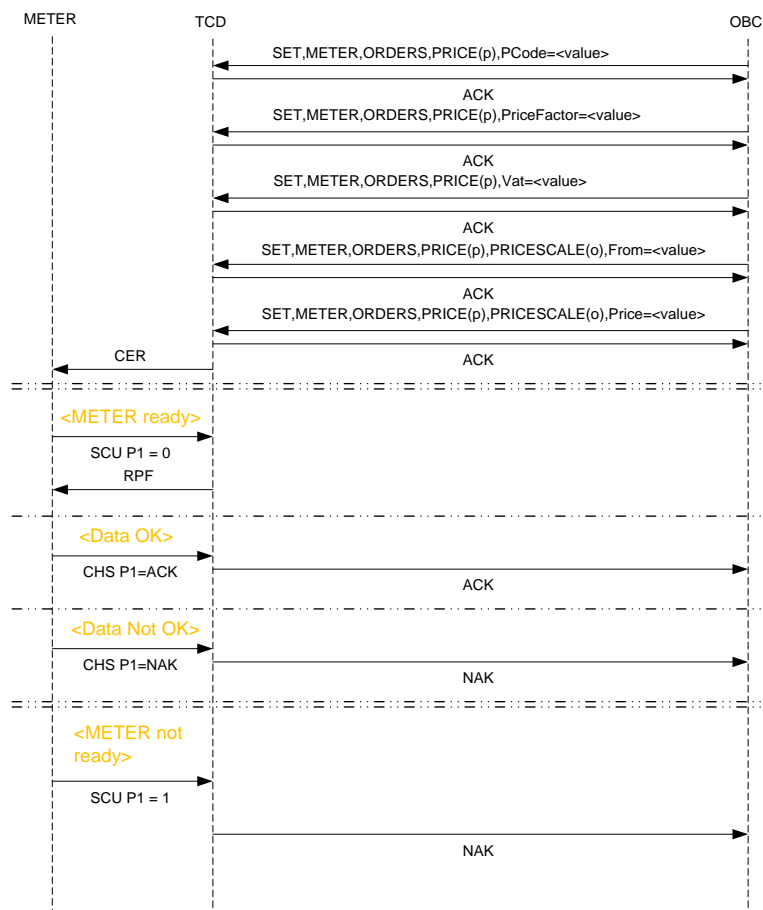 METER
TCD
OBC
SET,METER,ORDERS,PRICE(p),PCode=<value>
ACK
SET,METER,ORDERS,PRICE(p),PriceFactor=<value>
ACK
SET,METER,ORDERS,PRICE(p),Vat=<value>
ACK
SET,METER,ORDERS,PRICE(p),PRICESCALE(o),From=<value>
ACK
SET,METER,ORDERS,PRICE(p),PRICESCALE(o),Price=<value>
CER
ACK
<METER ready>
SCU P1 = 0
RPF
<Data OK>
CHS P1=ACK
ACK
<Data Not OK>
CHS P1=NAK
NAK
<METER not
ready>
SCU P1 = 1
NAK